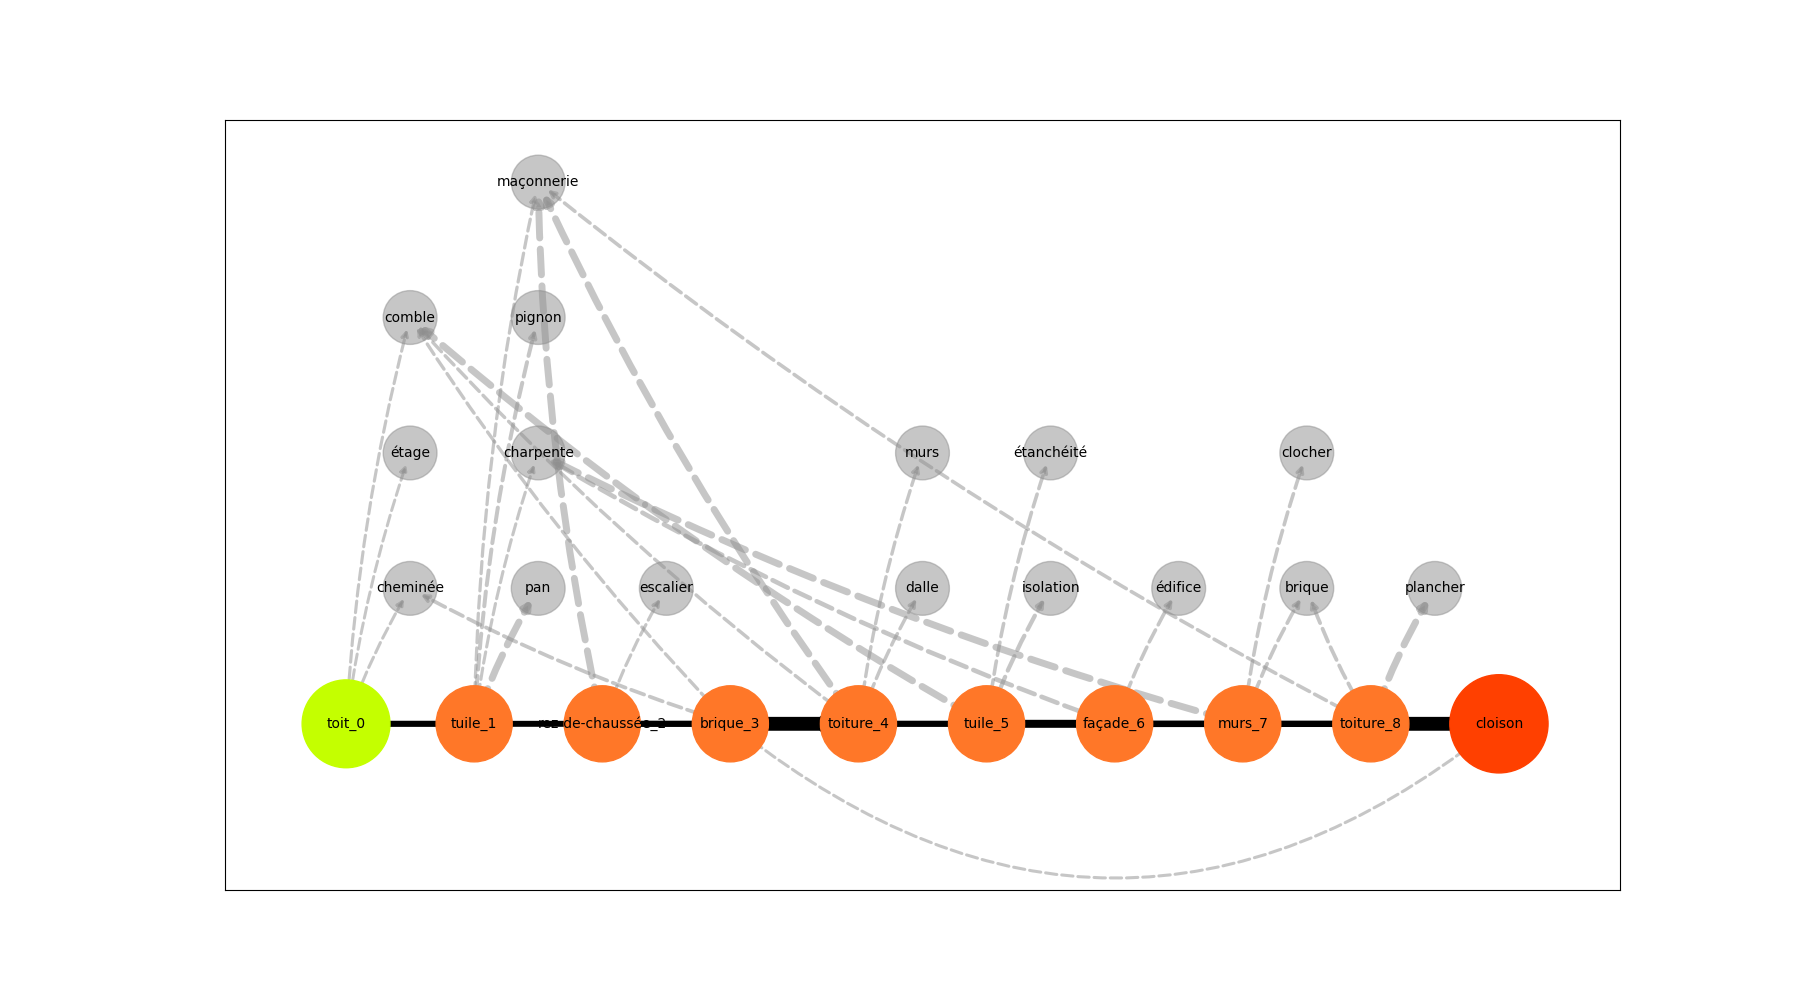 maçonnerie
comble
pignon
étage
charpente
murs
étanchéité
clocher
cheminée
pan
escalier
dalle
isolation
édifice
brique
plancher
toit_0
tuile_1
rez-de-chaussée_2
brique_3
toiture_4
tuile_5
façade_6
murs_7
toiture_8
cloison